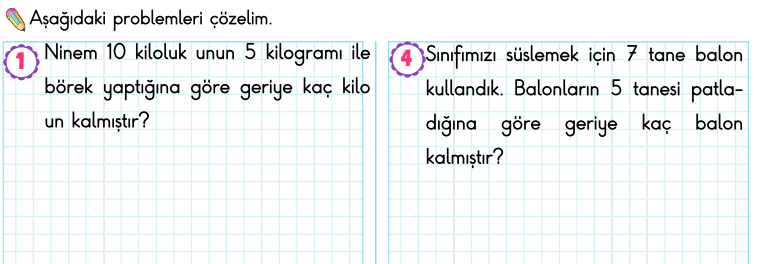 Aşağıdaki problemleri çözelim.
1 Ninem 10 kiloluk unun 5 kilogramı ile
börek yaptığına göre geriye kaç kilo
un kalmıştır?
4 Sınıfımızı süslemek için 7 tane balon
kullandık. Balonların 5 tanesi patla-
dığına göre geriye kaç balon
kalmıştır?